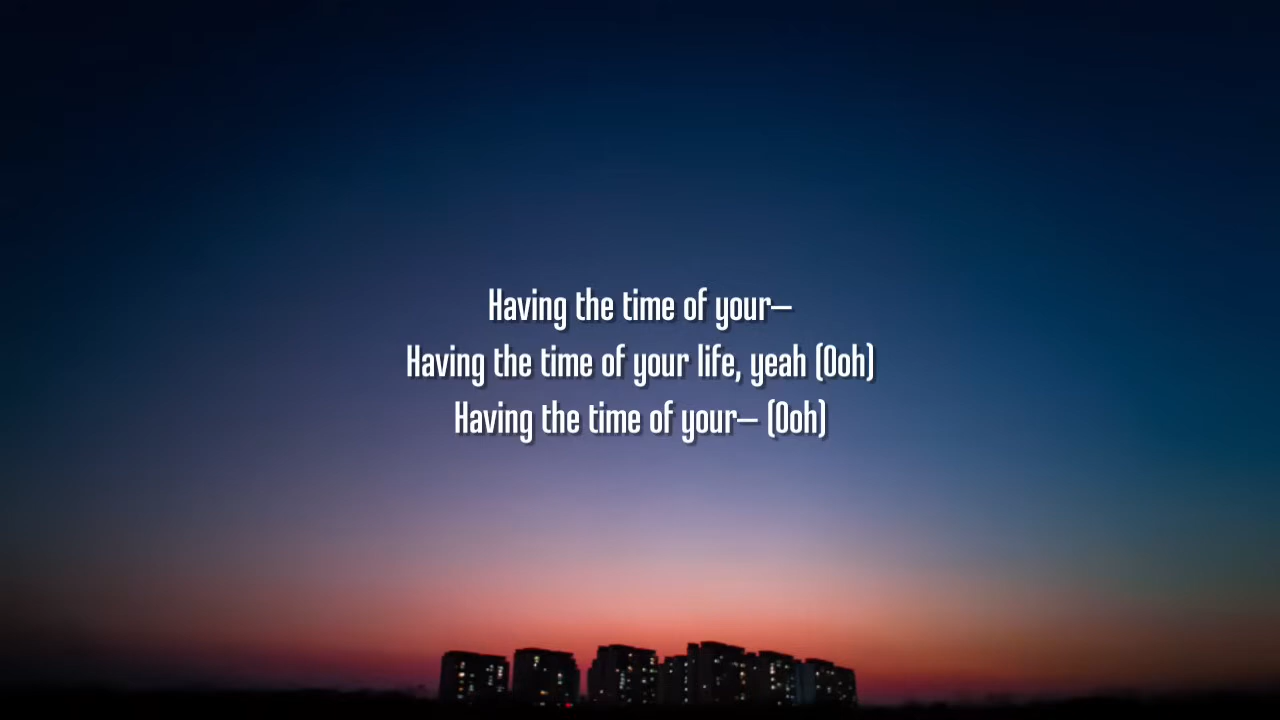 Having the time of your—
Having the time of your life, yeah (Ooh)
Having the time of your— (Ooh)